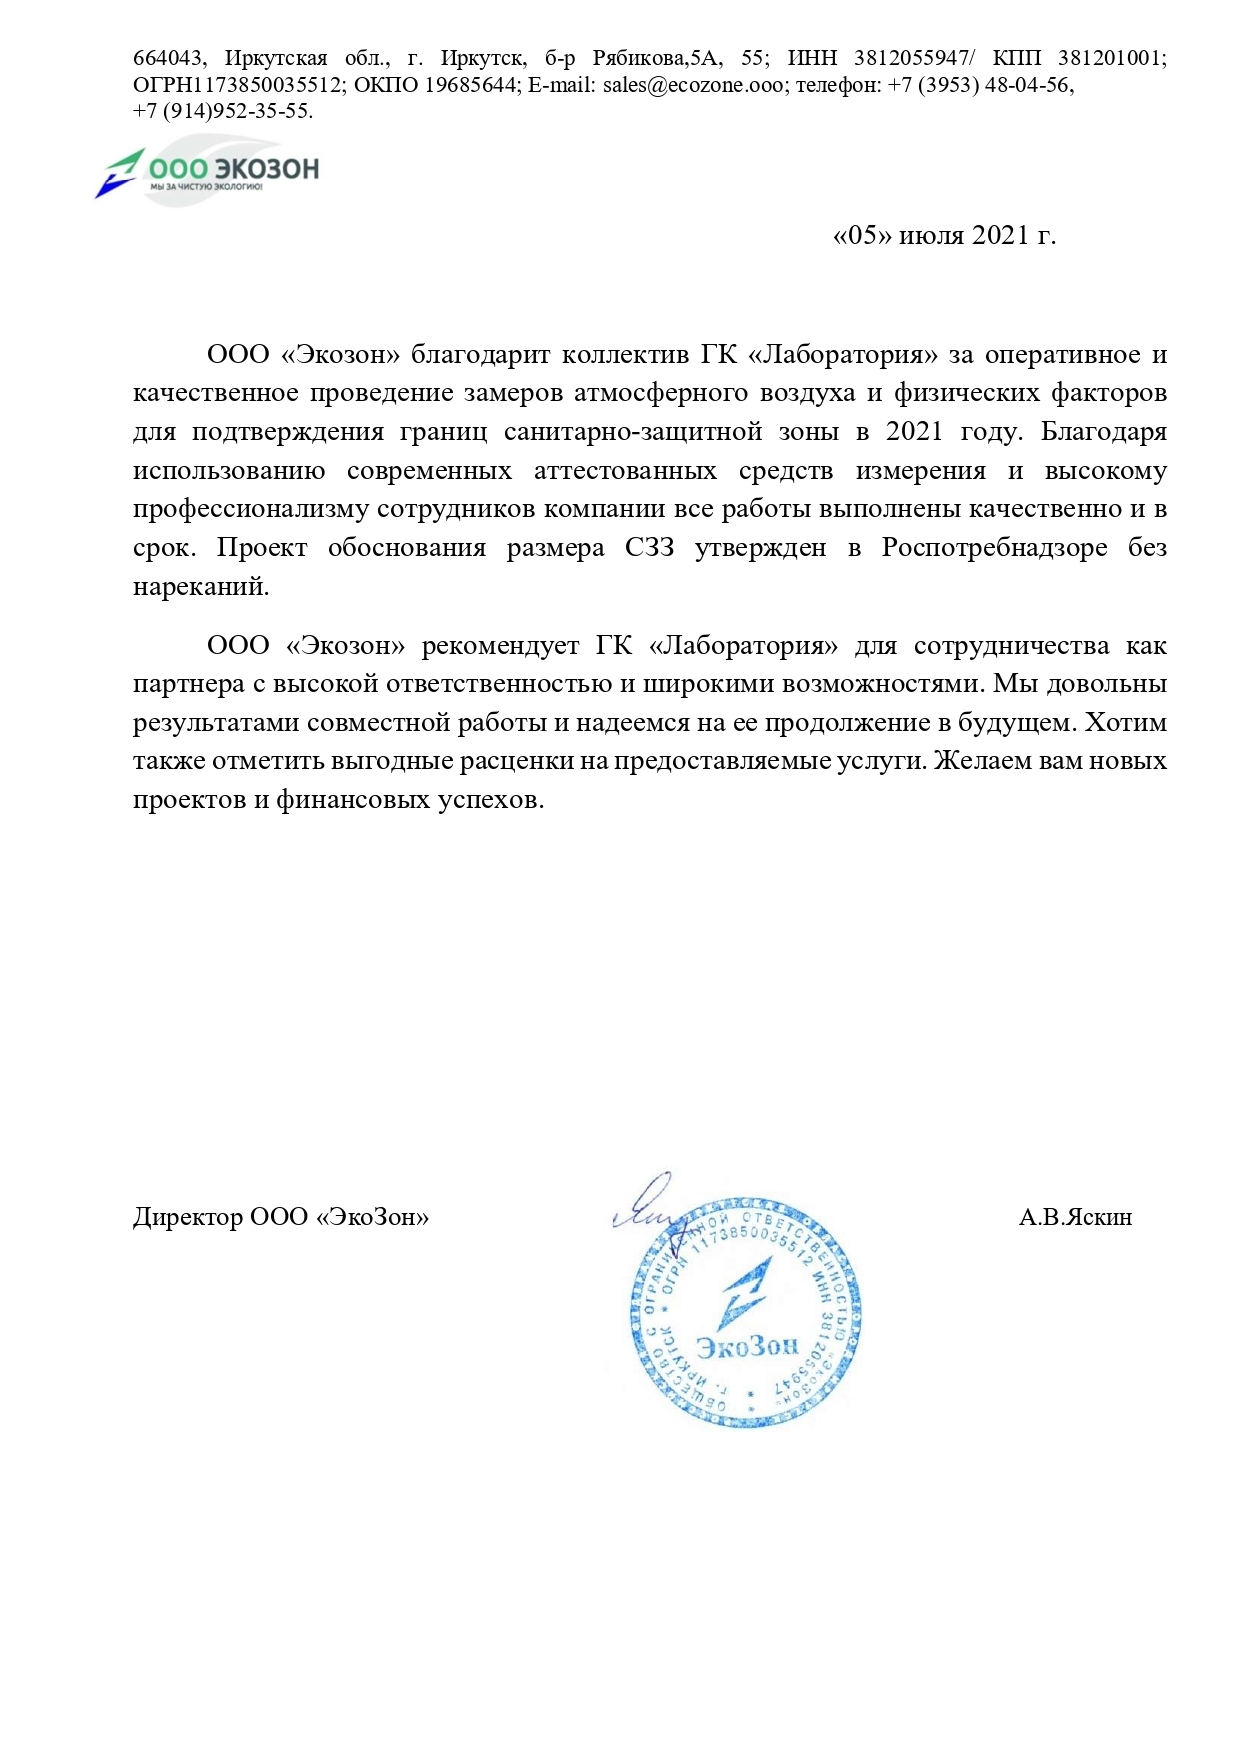 664043, Иркутская обл., г. Иркутск, б-р Рябикова,5А, 55; ИНН 3812055947/ КПП 381201001;
ОГРН1173850035512; ОКПО 19685644; E-mail: sales@ecozone.ooo; телефон: +7 (3953) 48-04-56,
+7 (914)952-35-55.
ООО ЭКОЗОН
МЫ ЗА ЧИСТУЮ ЭКОЛОГИЮ!
«05» июля 2021 г.
ООО «Экозон» благодарит коллектив ГК «Лаборатория» за оперативное и
качественное проведение замеров атмосферного воздуха и физических факторов
для подтверждения границ санитарно-защитной зоны в 2021 году. Благодаря
использованию современных аттестованных средств измерения и высокому
профессионализму сотрудников компании все работы выполнены качественно и в
срок. Проект обоснования размера СЗЗ утвержден в Роспотребнадзоре без
нареканий.
ООО «Экозон» рекомендует ГК «Лаборатория» для сотрудничества как
партнера с высокой ответственностью и широкими возможностями. Мы довольны
результатами совместной работы и надеемся на ее продолжение в будущем. Хотим
также отметить выгодные расценки на предоставляемые услуги. Желаем вам новых
проектов и финансовых успехов.
Директор ООО «ЭкоЗон»
А.В.Яскин
ОБЩЕСТВО С ОГРАНИЧЕННОЙ ОТВЕТСТВЕННОСТЬЮ «ЭКОЗОН» *
г. ИРКУТСК * ОГРН 1173850035512 ИНН 3812055947 *
ЭкоЗон